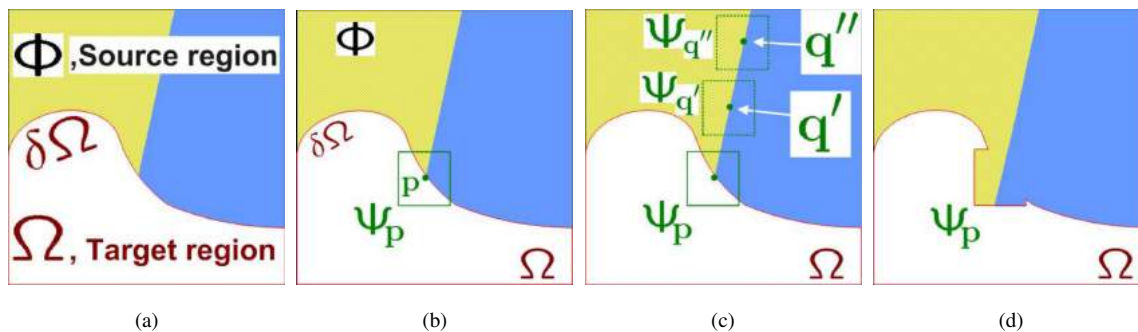 Φ ,Source region
δΩ
Ω, Target region
(a)
Φ
δΩ
p
Ψp
Ω
(b)
Ψq''
q''
Ψq'
q'
Ψp
Ω
(c)
Ψp
Ω
(d)